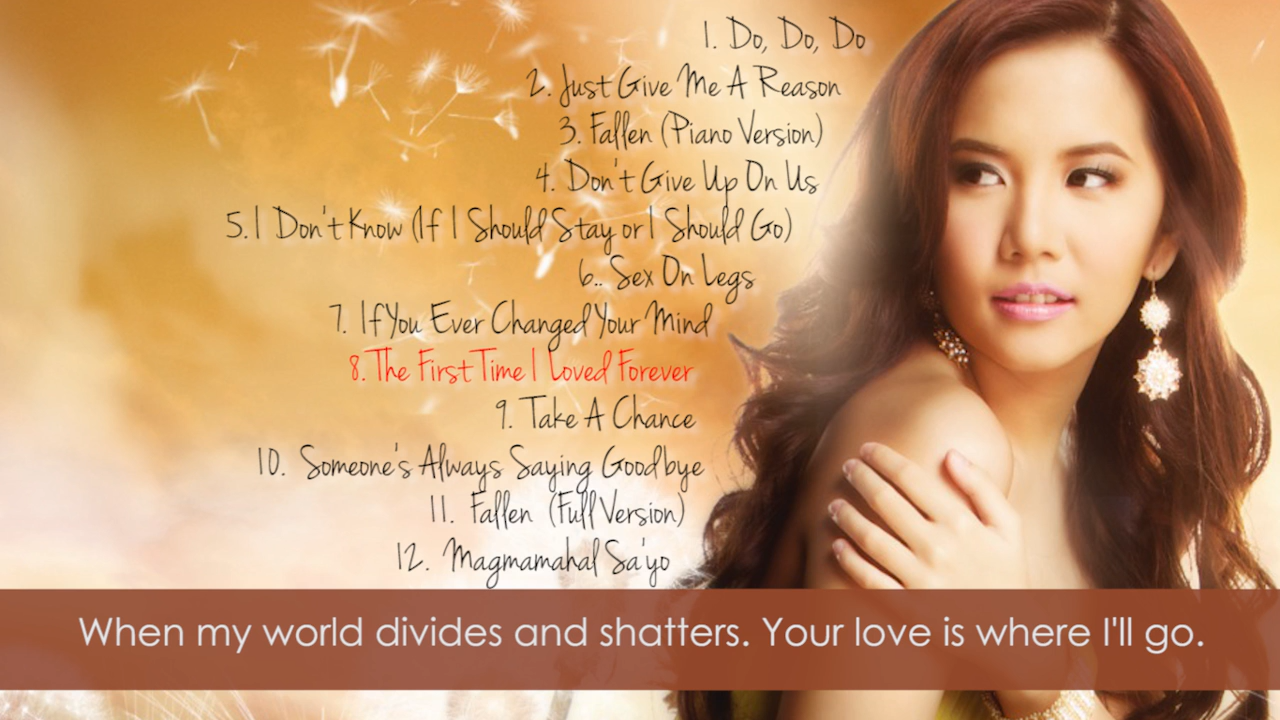 1. Do, Do, Do
2. Just Give Me A Reason
3. Fallen (Piano Version)
4. Don't Give Up On Us
5. I Don't Know (If I Should Stay or I Should Go)
6.. Sex On Legs
7. If You Ever Changed Your Mind
8. The First Time I Loved Forever
9. Take A Chance
10. Someone's Always Saying Goodbye
11. Fallen (Full Version)
12. Magmamahal Sa'yo
When my world divides and shatters. Your love is where I'll go.